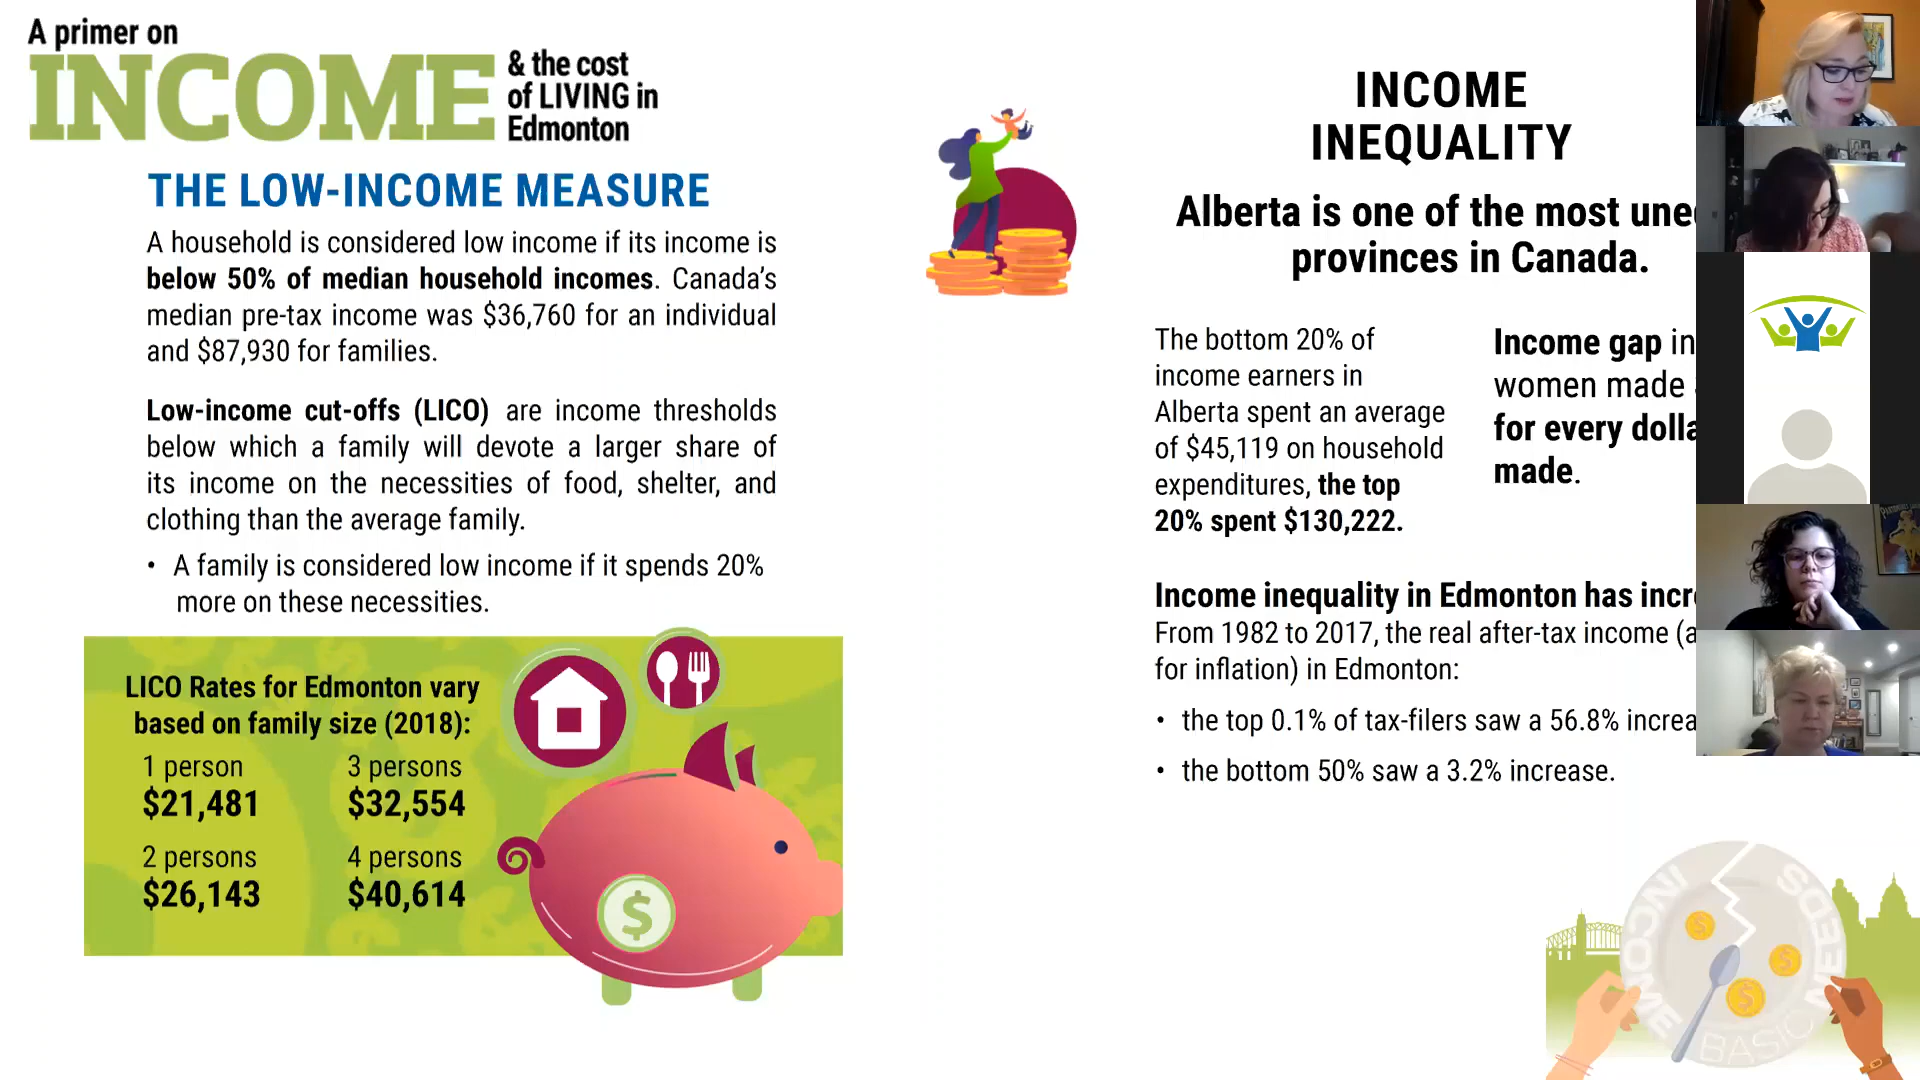 A primer on
INCOME
& the cost
of LIVING in
Edmonton
THE LOW-INCOME MEASURE
A household is considered low income if its income is
below 50% of median household incomes. Canada's
median pre-tax income was $36,760 for an individual
and $87,930 for families.
Low-income cut-offs (LICO) are income thresholds
below which a family will devote a larger share of
its income on the necessities of food, shelter, and
clothing than the average family.
• A family is considered low income if it spends 20%
more on these necessities.
LICO Rates for Edmonton vary
based on family size (2018):
1 person
$21,481
3 persons
$32,554
2 persons
$26,143
4 persons
$40,614
$
INCOME
INEQUALITY
Alberta is one of the most
provinces in Canada.
The bottom 20% of
income earners in
Alberta spent an average
of $45,119 on household
expenditures, the top
20% spent $130,222.
Income gap in
women made
for every
made.
Income inequality in Edmonton has
From 1982 to 2017, the real after-tax income
for inflation) in Edmonton:
• the top 0.1% of tax-filers saw a 56.8%
• the bottom 50% saw a 3.2% increase.
INCOME
NEEDS
INCOME
BASIC
$
$
$